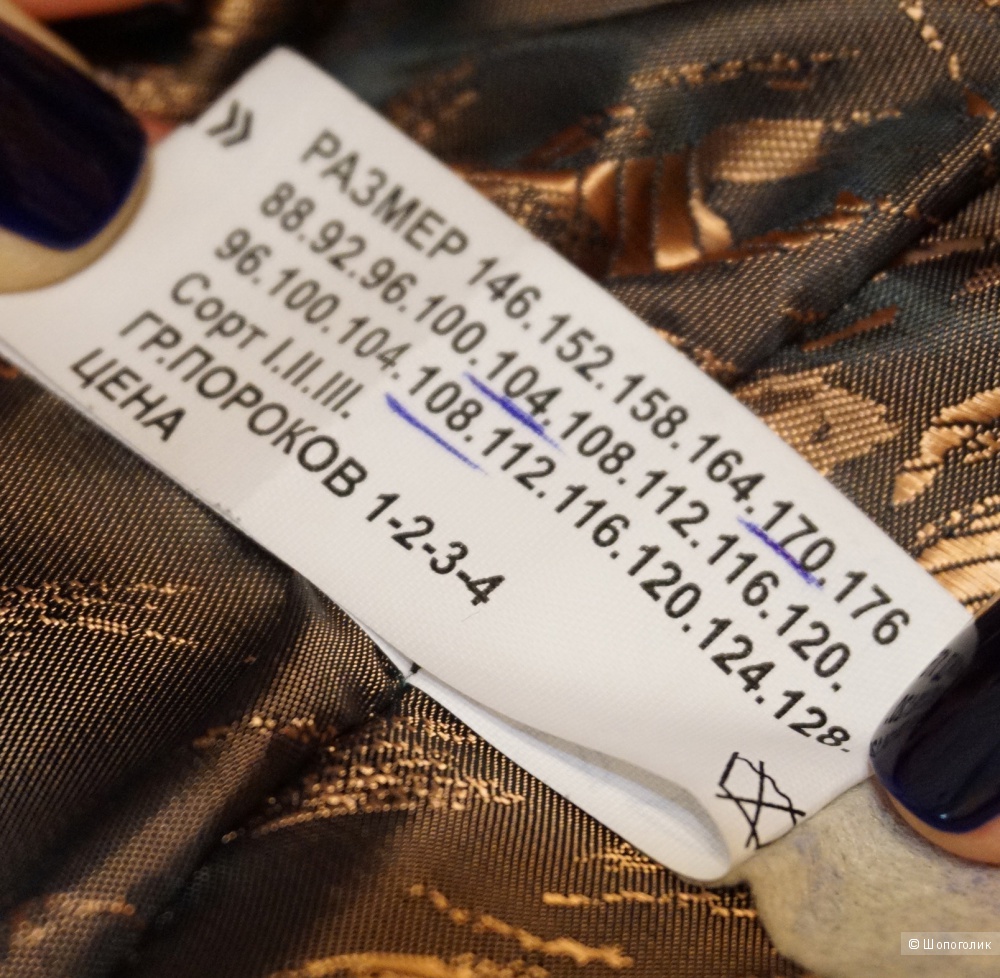 »
РАЗМЕР 146.152.158.164.170.176
88.92.96.100.104.108.112.116.120.
96.100.104.108.112.116.120.124.128.
Сорт I.II.III.
ГР.ПОРОКОВ 1-2-3-4
ЦЕНА
© Шопоголик